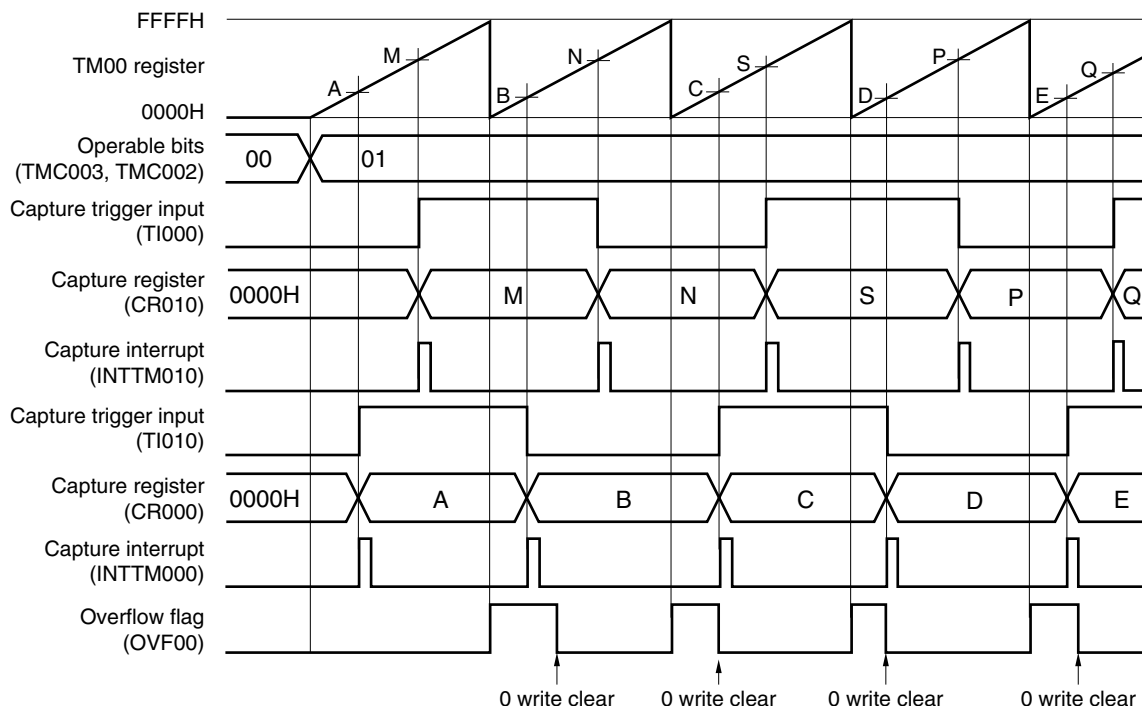 FFFFH
TM00 register
0000H
A M B N C S D P E Q
Operable bits
(TMC003, TMC002)
00 01
Capture trigger input
(TI000)
Capture register
(CR010)
0000H M N S P Q
Capture interrupt
(INTTM010)
Capture trigger input
(TI010)
Capture register
(CR000)
0000H A B C D E
Capture interrupt
(INTTM000)
Overflow flag
(OVF00)
0 write clear 0 write clear 0 write clear 0 write clear